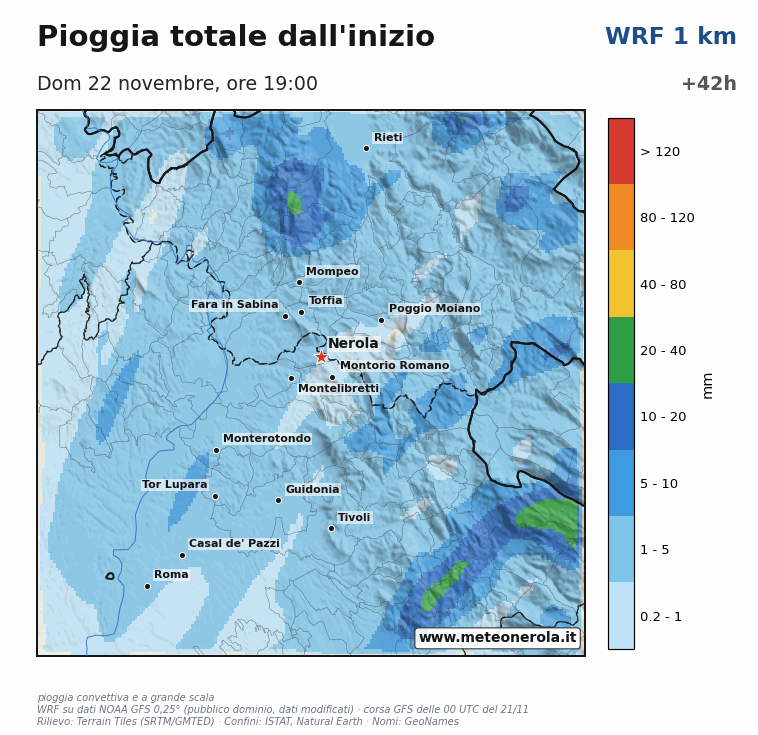 Pioggia totale dall'inizio
WRF 1 km
Dom 22 novembre, ore 19:00
+42h
Rieti
Mompeo
Fara in Sabina
Toffia
Poggio Moiano
Nerola
Montorio Romano
Montelibretti
Monterotondo
Tor Lupara
Guidonia
Tivoli
Casal de' Pazzi
Roma
www.meteonerola.it
> 120
80 - 120
40 - 80
20 - 40
10 - 20
5 - 10
1 - 5
0.2 - 1
mm
pioggia convettiva e a grande scala
WRF su dati NOAA GFS 0,25° (pubblico dominio, dati modificati) · corsa GFS delle 00 UTC del 21/11
Rilievo: Terrain Tiles (SRTM/GMTED) · Confini: ISTAT, Natural Earth · Nomi: GeoNames